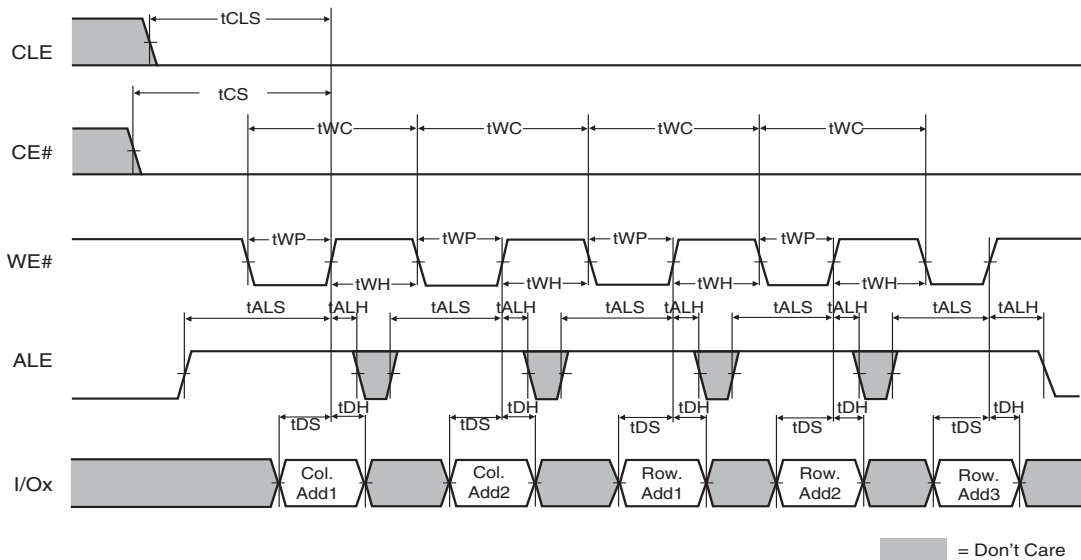 tCLS
CLE
tCS
tWC tWC tWC tWC
CE#
tWP tWP tWP tWP
WE#
tWH tWH tWH tWH
tALS tALH tALS tALH tALS tALH tALS tALH tALS tALH
ALE
tDH tDH tDH tDH tDH
tDS tDS tDS tDS tDS
I/Ox
Col.
Add1
Col.
Add2
Row.
Add1
Row.
Add2
Row.
Add3
= Don't Care